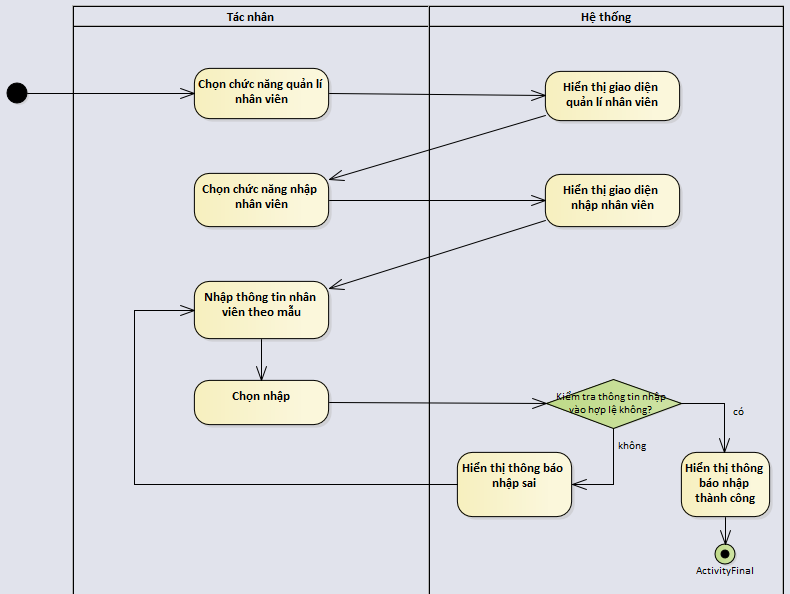 Tác nhân
Hệ thống
Chọn chức năng quản lí
nhân viên
Hiển thị giao diện
quản lí nhân viên
Chọn chức năng nhập
nhân viên
Hiển thị giao diện
nhập nhân viên
Nhập thông tin nhân
viên theo mẫu
Chọn nhập
Kiểm tra thông tin nhập
vào hợp lệ không?
có
không
Hiển thị thông báo
nhập sai
Hiển thị thông
báo nhập
thành công
ActivityFinal